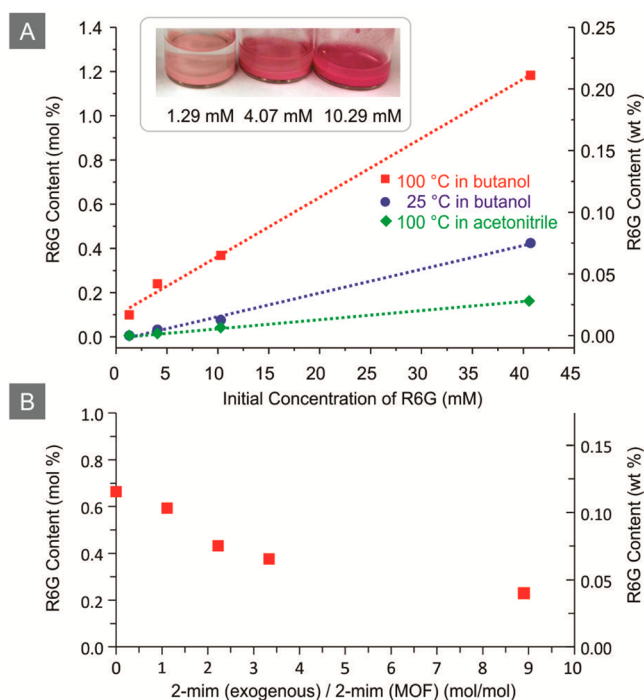 A
R6G Content (mol %)
1.4
1.2
1.0
0.8
0.6
0.4
0.2
0.0
1.29 mM 4.07 mM 10.29 mM
100 °C in butanol
25 °C in butanol
100 °C in acetonitrile
0.25
0.20
0.15
0.10
0.05
0.00
R6G Content (wt %)
0 5 10 15 20 25 30 35 40 45
Initial Concentration of R6G (mM)
B
R6G Content (mol %)
1.0
0.8
0.6
0.4
0.2
0.0
0.15
0.10
0.05
0.00
R6G Content (wt %)
0 1 2 3 4 5 6 7 8 9 10
2-mim (exogenous) / 2-mim (MOF) (mol/mol)